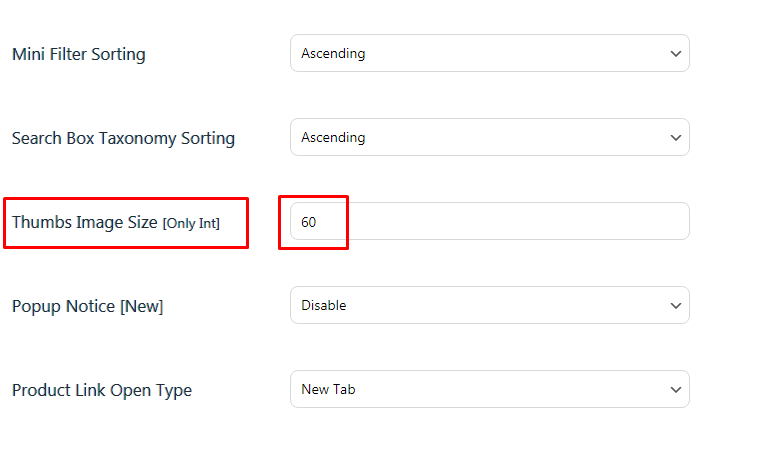 Mini Filter Sorting Ascending
Search Box Taxonomy Sorting Ascending
Thumbs Image Size [Only Int] 60
Popup Notice [New] Disable
Product Link Open Type New Tab